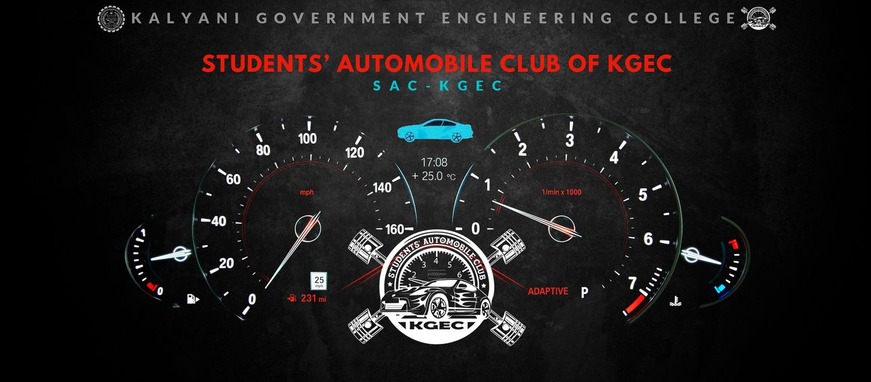 KALYANI GOVERNMENT ENGINEERING COLLEGE
STUDENTS' AUTOMOBILE CLUB OF KGEC
SAC-KGEC
0 20 40 60 80 100 120 140 160
mph
17:08
+ 25.0 °C
0 1 2 3 4 5 6 7
1/min x 1000
1
0
25
231 mi
ADAPTIVE
P
STUDENTS' AUTOMOBILE CLUB
KGEC